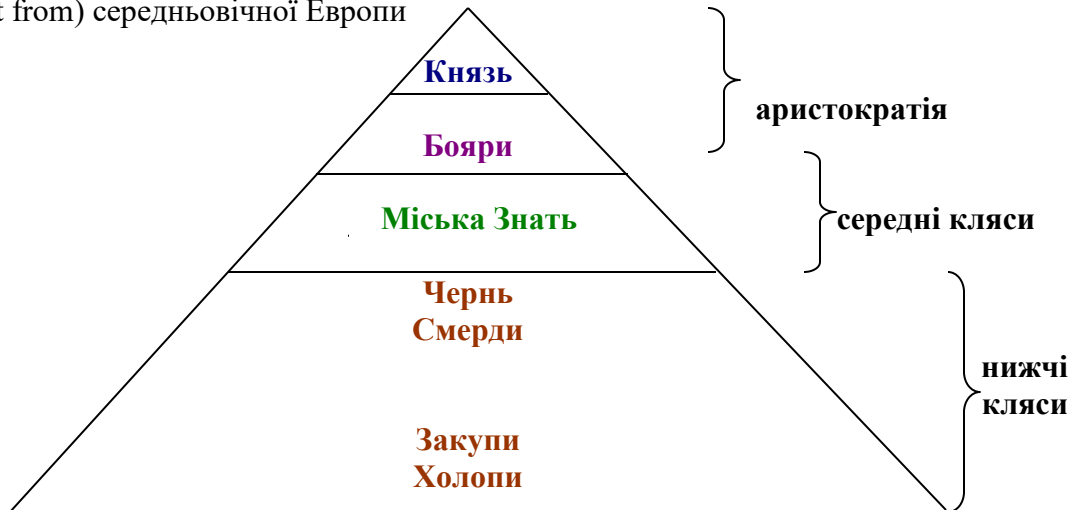 from) середньовічної Европи
Князь
аристократія
Бояри
Міська Знать
середні кляси
Чернь
Смерди
нижчі
кляси
Закупи
Холопи